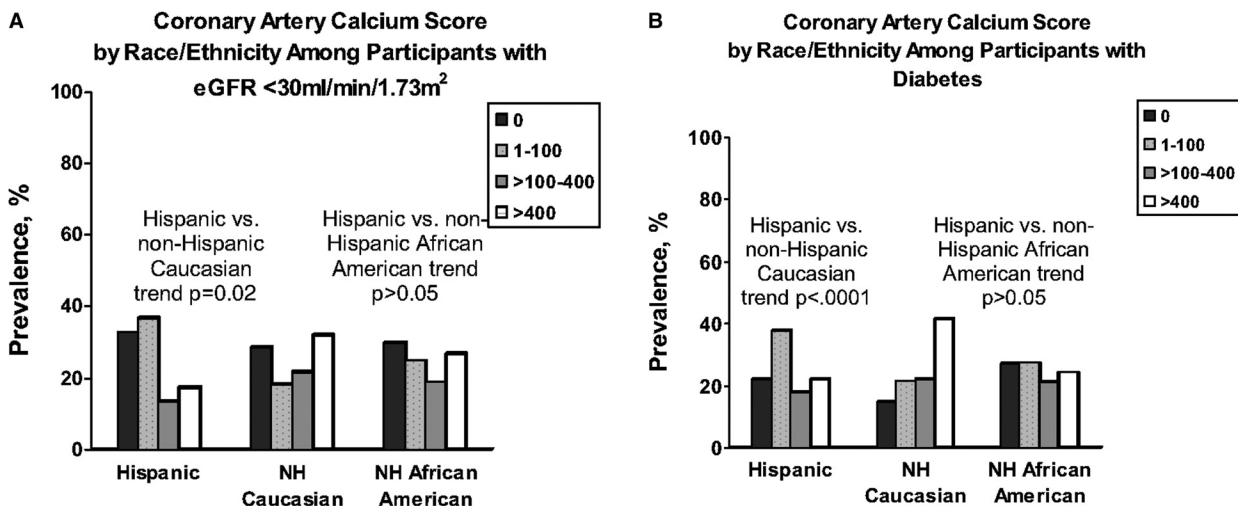 A
Coronary Artery Calcium Score
by Race/Ethnicity Among Participants with
eGFR <30ml/min/1.73m²
0
1-100
>100-400
>400
Prevalence, %
100
80
60
40
20
0
Hispanic vs.
non-Hispanic
Caucasian
trend p=0.02
Hispanic vs. non-
Hispanic African
American trend
p>0.05
Hispanic
NH
Caucasian
NH African
American
B
Coronary Artery Calcium Score
by Race/Ethnicity Among Participants with
Diabetes
0
1-100
>100-400
>400
Prevalence, %
100
80
60
40
20
0
Hispanic vs.
non-Hispanic
Caucasian
trend p<.0001
Hispanic vs. non-
Hispanic African
American trend
p>0.05
Hispanic
NH
Caucasian
NH African
American